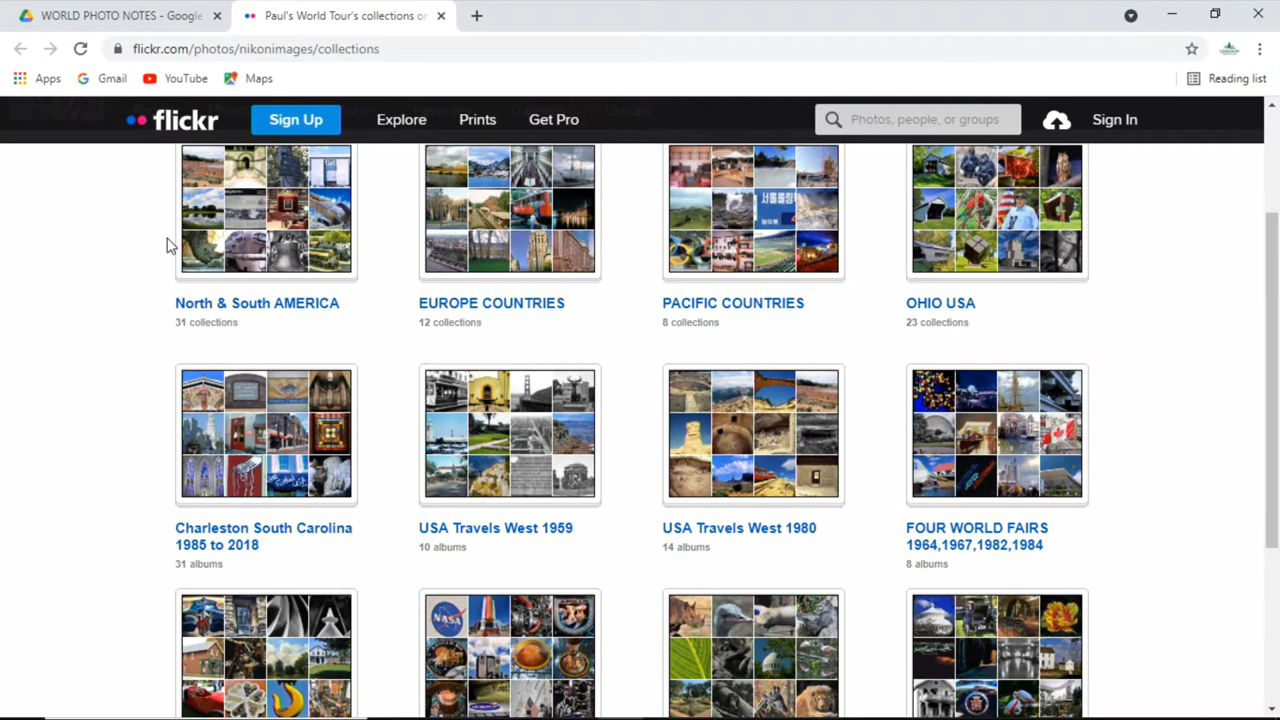 WORLD PHOTO NOTES - Google
Paul's World Tour's collections on
flickr.com/photos/nikonimages/collections
Apps
Gmail
YouTube
Maps
Reading list
flickr
Sign Up
Explore
Prints
Get Pro
Photos, people, or groups
Sign In
North & South AMERICA
31 collections
EUROPE COUNTRIES
12 collections
PACIFIC COUNTRIES
8 collections
OHIO USA
23 collections
Charleston South Carolina
1985 to 2018
31 albums
USA Travels West 1959
10 albums
USA Travels West 1980
14 albums
FOUR WORLD FAIRS
1964,1967,1982,1984
8 albums
NASA